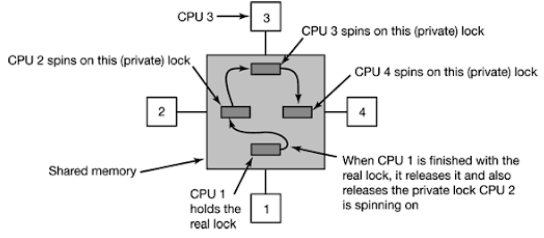 CPU 3
3
CPU 3 spins on this (private) lock
CPU 2 spins on this (private) lock
CPU 4 spins on this (private) lock
2
4
Shared memory
CPU 1
holds the
real lock
1
When CPU 1 is finished with the
real lock, it releases it and also
releases the private lock CPU 2
is spinning on